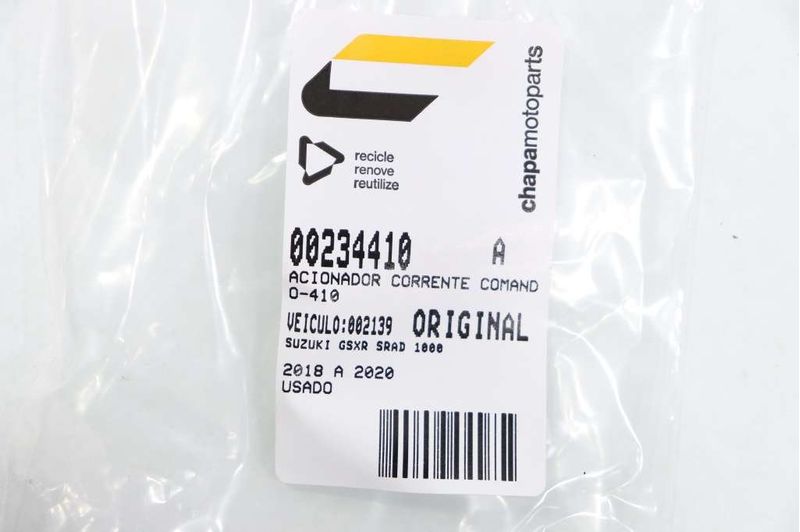 chapamotoparts
recicle
renove
reutilize
00234410 A
ACIONADOR CORRENTE COMAND
O-410
VEICULO:002139 ORIGINAL
SUZUKI GSXR SRAD 1000
2018 A 2020
USADO